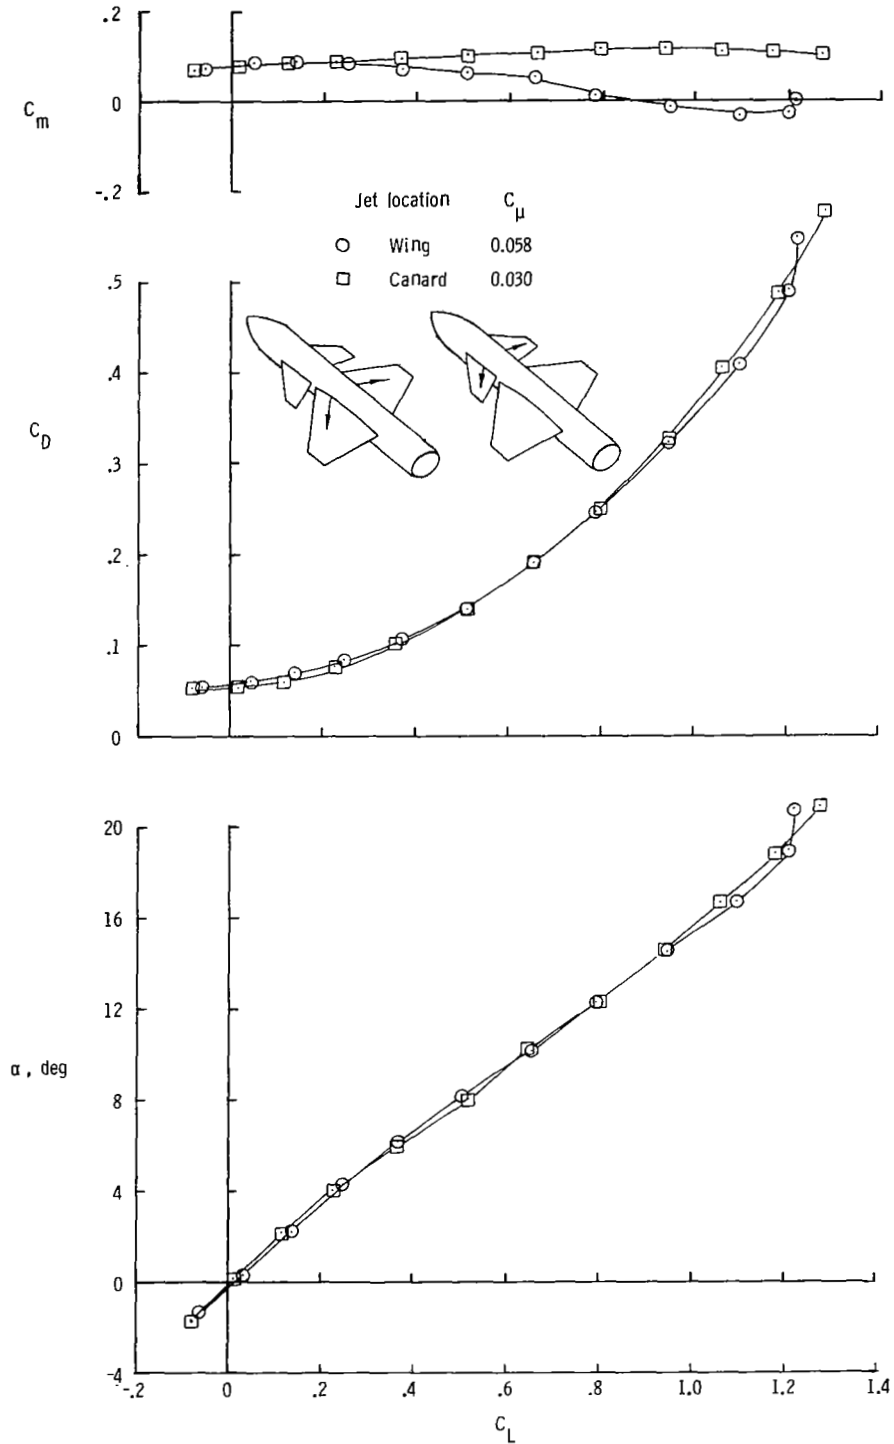 .2
0
-.2
C_m
Jet location C_μ
Wing 0.058
Canard 0.030
.5
.4
.3
.2
.1
0
C_D
20
16
12
8
4
0
-4
α, deg
-.2 0 .2 .4 .6 .8 1.0 1.2 1.4
C_L